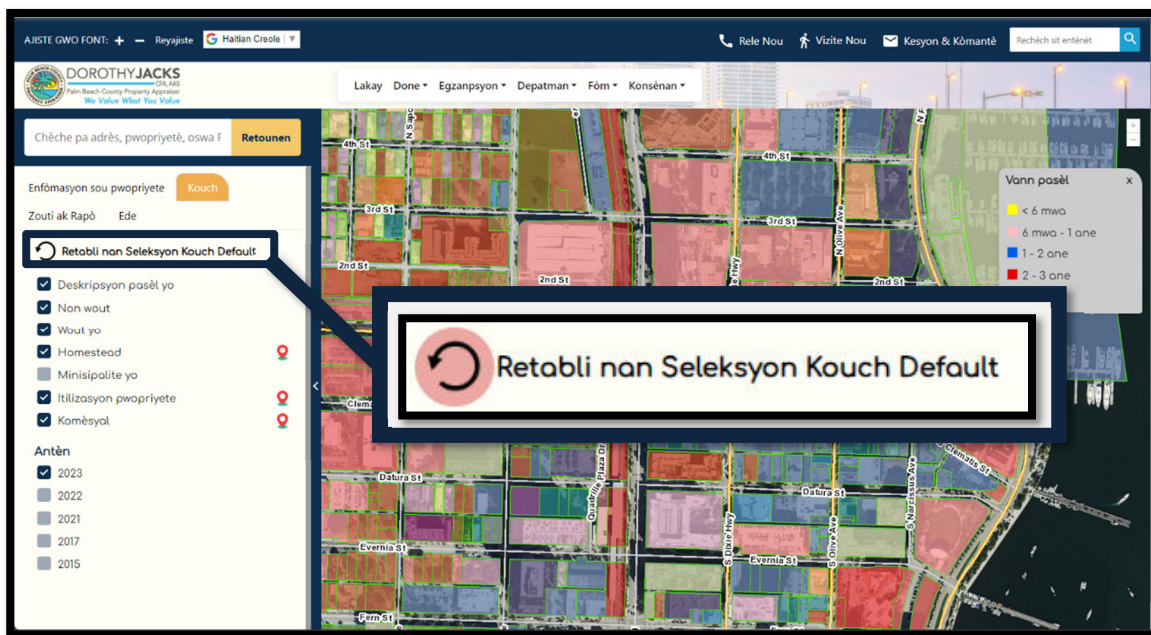 AJISTE GWO FONT: + − Reyajiste
G Haitian Creole ▼
Rele Nou
Vizite Nou
Kesyon & Kòmantè
Rechèch sit entènèt
DOROTHYJACKS
CFA, AAS
Palm Beach County Property Appraiser
We Value What You Value
Lakay Done Egzanpsyon Depatman Fòm Konsènan
Chèche pa adrès, pwopriyetè, oswa F
Retounen
Enfòmasyon sou pwopriyete
Kouch
Zouti ak Rapò
Ede
Retabli nan Seleksyon Kouch Default
Deskripsyon pasèl yo
Non wout
Wout yo
Homestead
Minisipalite yo
Itilizasyon pwopriyete
Komèsyal
Antèn
2023
2022
2021
2017
2015
4th St
4th St
3rd St
3rd St
2nd St
2nd St
2nd St
N Olive Ave
Vann pasèl x
< 6 mwa
6 mwa - 1 ane
1 - 2 ane
2 - 3 ane
Retabli nan Seleksyon Kouch Default
Clematis St
Datura St
Datura St
Quadrille Plaza Dr
S Narcissus Ave
Evernia St
Evernia St
S Dixie Hwy
S Olive Ave
Fern St